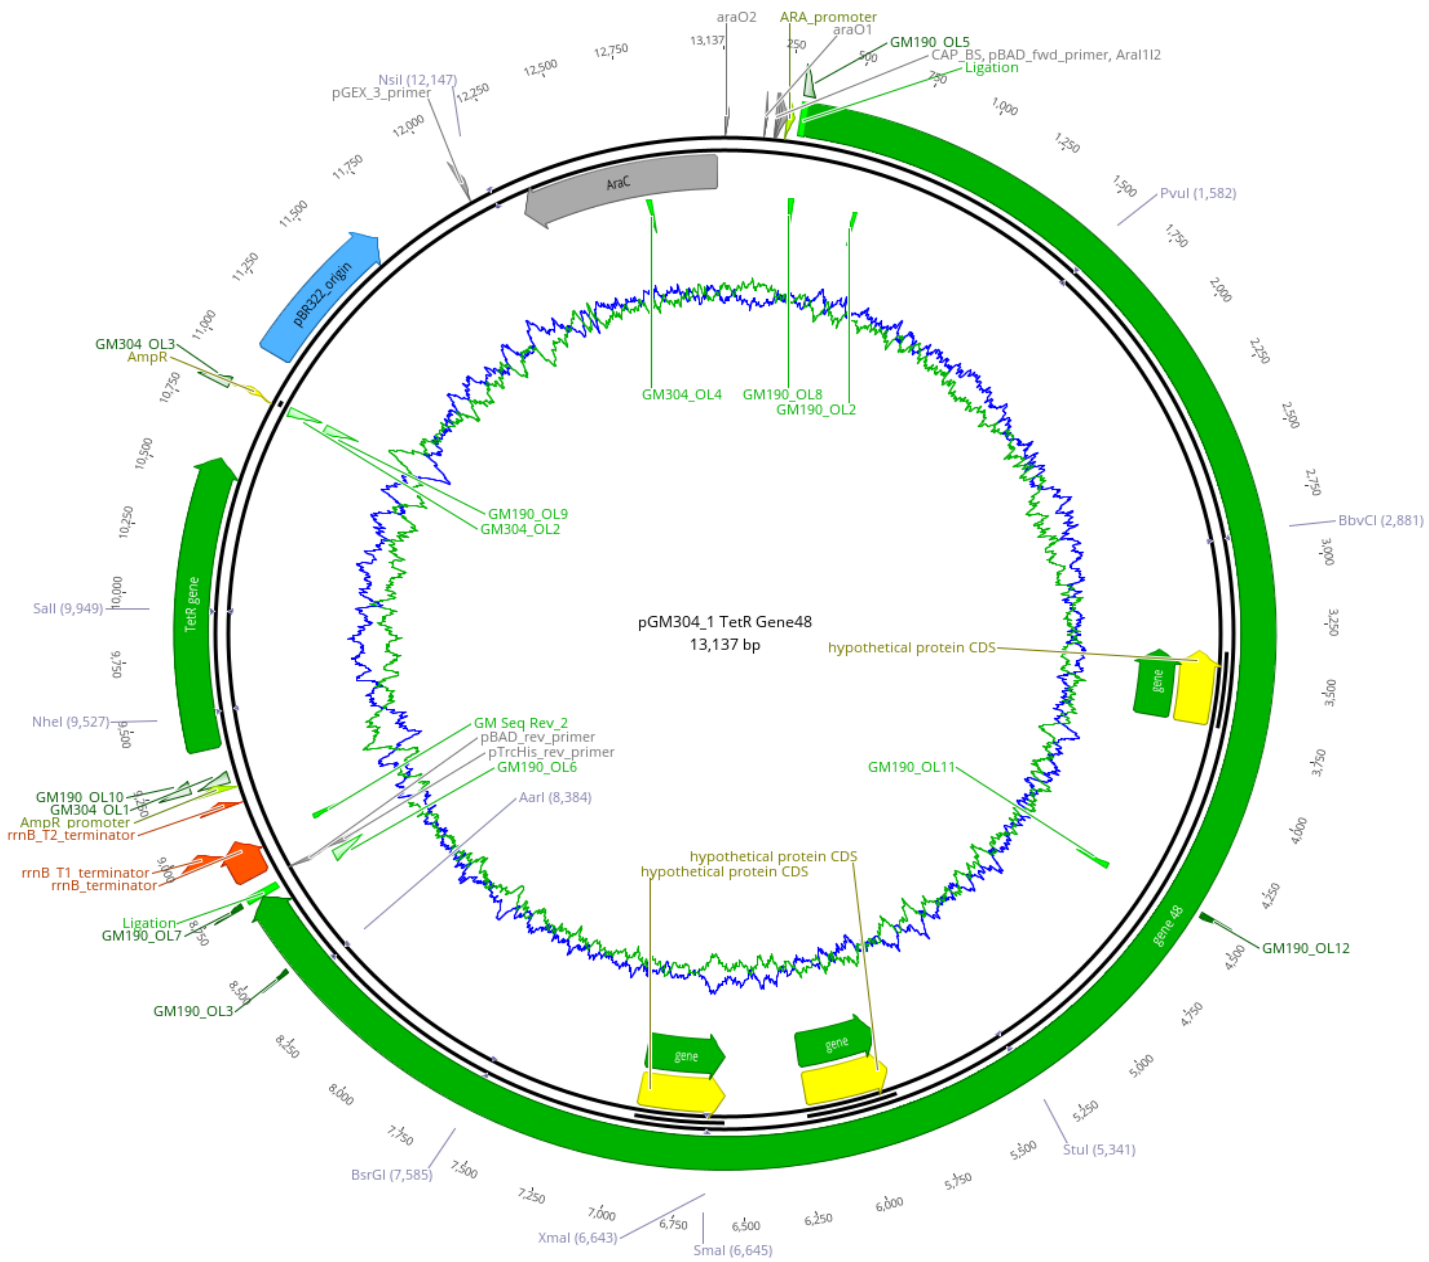 araO2
ARA_promoter
araO1
GM190_OL5
CAP_BS, pBAD_fwd_primer, AraI1I2
Ligation
13,137
250
500
750
1,000
1,250
1,500
1,750
2,000
2,250
2,500
2,750
3,000
3,250
3,500
3,750
4,000
4,250
4,500
4,750
5,000
5,250
5,500
5,750
6,000
6,250
6,500
6,750
7,000
7,250
7,500
7,750
8,000
8,250
8,500
8,750
9,000
9,250
9,500
9,750
10,000
10,250
10,500
10,750
11,000
11,250
11,500
11,750
12,000
12,250
12,500
12,750
NsiI (12,147)
pGEX_3_primer
AraC
PvuI (1,582)
pBR322_origin
GM304_OL3
AmpR
GM304_OL4
GM190_OL8
GM190_OL2
GM190_OL9
GM304_OL2
BbvCI (2,881)
TetR gene
SalI (9,949)
pGM304_1 TetR Gene48
13,137 bp
hypothetical protein CDS
gene
NheI (9,527)
GM Seq Rev_2
pBAD_rev_primer
pTrcHis_rev_primer
GM190_OL6
GM190_OL11
AarI (8,384)
GM190_OL10
GM304_OL1
AmpR promoter
rrnB_T2_terminator
rrnB_T1_terminator
rrnB_terminator
hypothetical protein CDS
hypothetical protein CDS
Ligation
GM190_OL7
gene 48
GM190_OL12
GM190_OL3
gene
gene
StuI (5,341)
BsrGI (7,585)
XmaI (6,643)
SmaI (6,645)